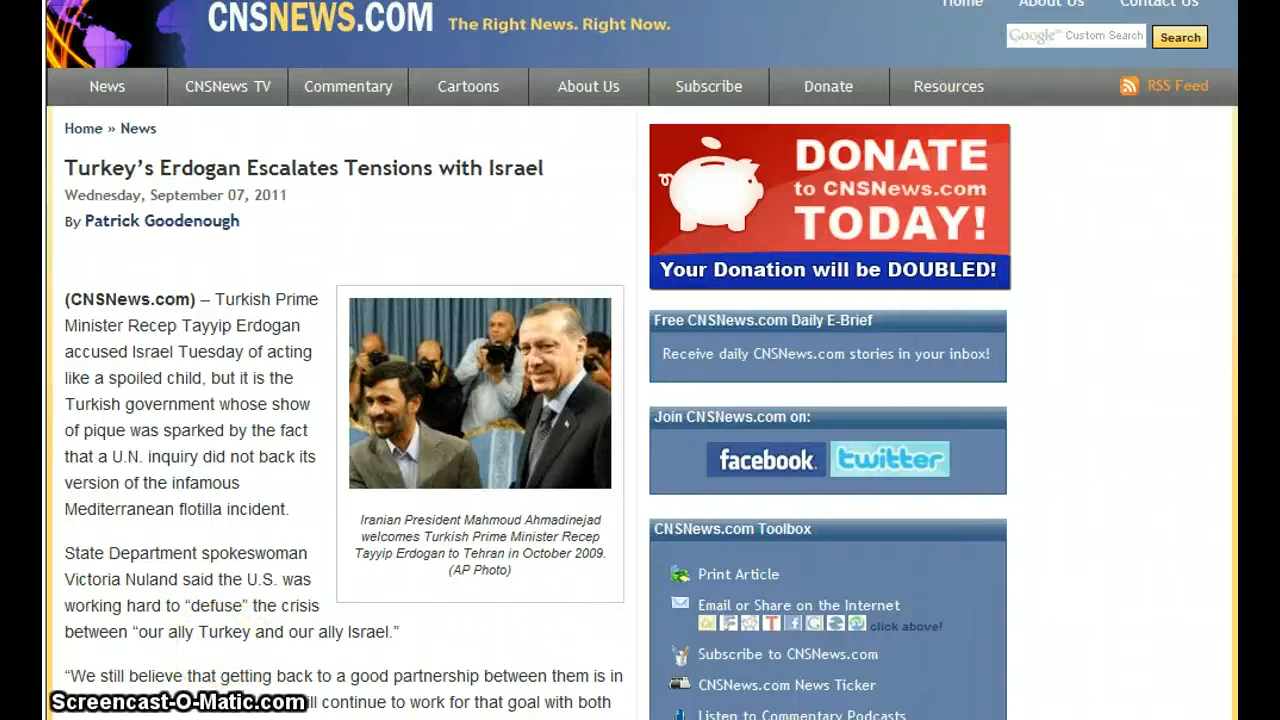 CNSNEWS.COM The Right News. Right Now.
Home About Us Contact Us
Google™ Custom Search Search
News CNSNews TV Commentary Cartoons About Us Subscribe Donate Resources RSS Feed
Home » News
Turkey’s Erdogan Escalates Tensions with Israel
Wednesday, September 07, 2011
By Patrick Goodenough
(CNSNews.com) – Turkish Prime
Minister Recep Tayyip Erdogan
accused Israel Tuesday of acting
like a spoiled child, but it is the
Turkish government whose show
of pique was sparked by the fact
that a U.N. inquiry did not back its
version of the infamous
Mediterranean flotilla incident.
Iranian President Mahmoud Ahmadinejad
welcomes Turkish Prime Minister Recep
Tayyip Erdogan to Tehran in October 2009.
(AP Photo)
State Department spokeswoman
Victoria Nuland said the U.S. was
working hard to “defuse” the crisis
between “our ally Turkey and our ally Israel.”
“We still believe that getting back to a good partnership between them is in
ill continue to work for that goal with both
Screencast-O-Matic.com
DONATE
to CNSNews.com
TODAY!
Your Donation will be DOUBLED!
Free CNSNews.com Daily E-Brief
Receive daily CNSNews.com stories in your inbox!
Join CNSNews.com on:
facebook. twitter
CNSNews.com Toolbox
Print Article
Email or Share on the Internet
click above!
Subscribe to CNSNews.com
CNSNews.com News Ticker
Listen to Commentary Podcasts